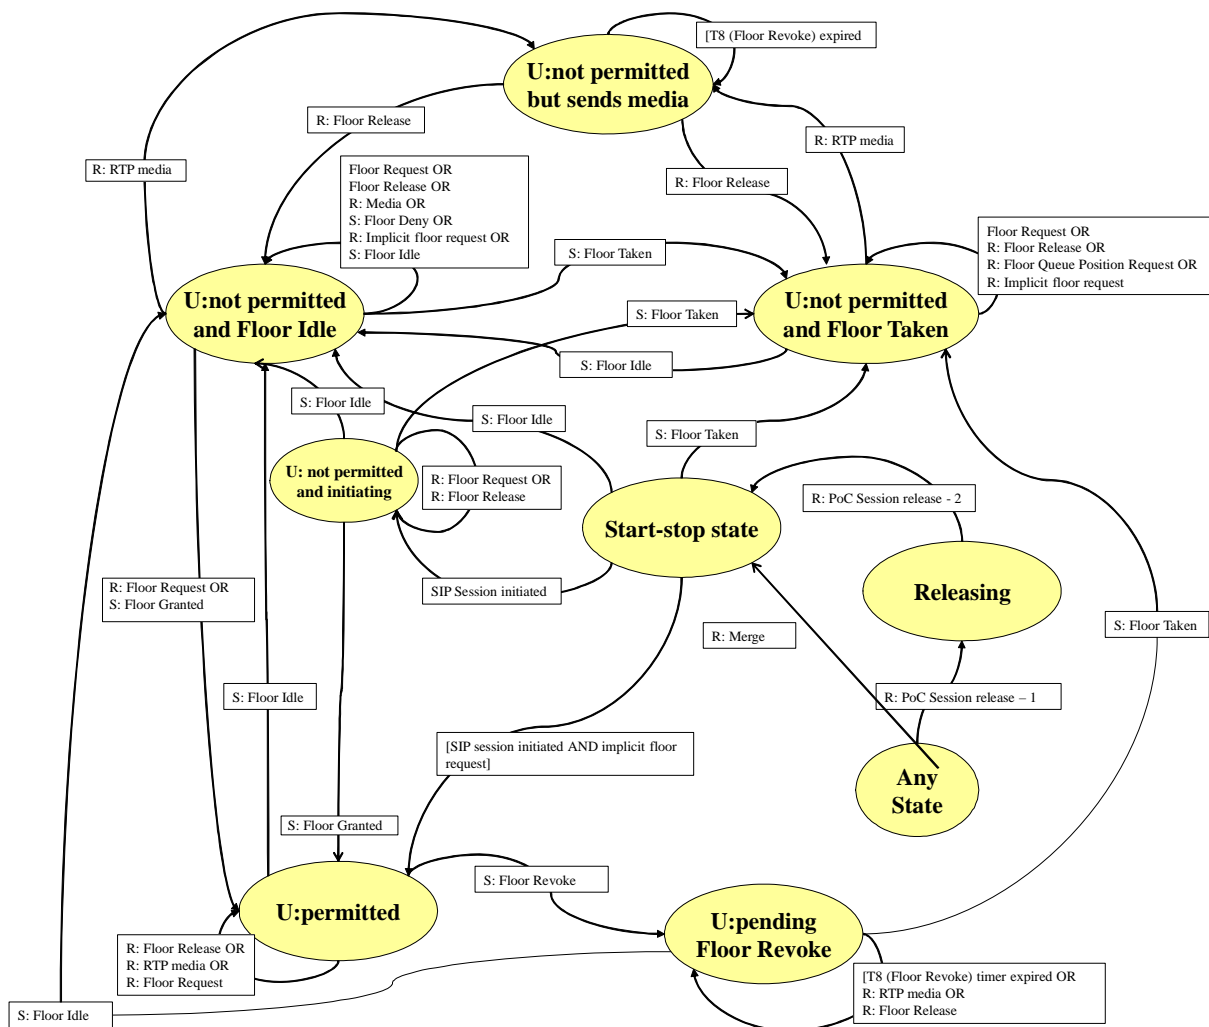 [T8 (Floor Revoke) expired
U:not permitted
but sends media
R: Floor Release
R: RTP media
R: RTP media
R: Floor Release
Floor Request OR
Floor Release OR
R: Media OR
S: Floor Deny OR
R: Implicit floor request OR
S: Floor Idle
Floor Request OR
R: Floor Release OR
R: Floor Queue Position Request OR
R: Implicit floor request
S: Floor Taken
U:not permitted
and Floor Idle
U:not permitted
and Floor Taken
S: Floor Taken
S: Floor Idle
S: Floor Idle
S: Floor Idle
S: Floor Taken
U: not permitted
and initiating
R: Floor Request OR
R: Floor Release
R: PoC Session release - 2
Start-stop state
SIP Session initiated
Releasing
R: Floor Request OR
S: Floor Granted
R: Merge
S: Floor Taken
S: Floor Idle
R: PoC Session release – 1
[SIP session initiated AND implicit floor
request]
Any
State
S: Floor Granted
S: Floor Revoke
U:permitted
U:pending
Floor Revoke
R: Floor Release OR
R: RTP media OR
R: Floor Request
[T8 (Floor Revoke) timer expired OR
R: RTP media OR
R: Floor Release
S: Floor Idle